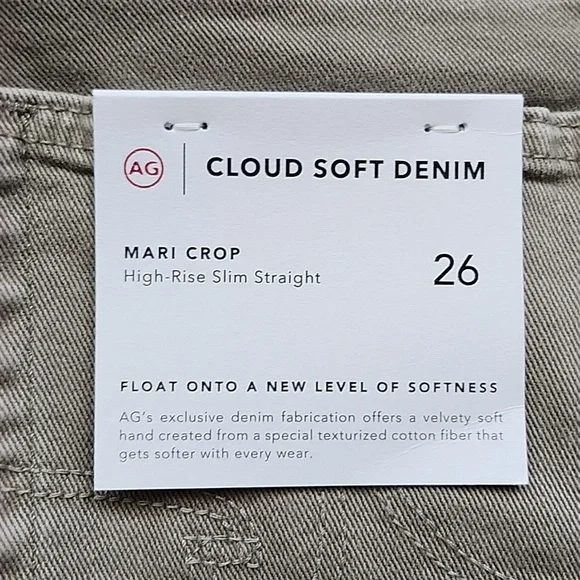 AG CLOUD SOFT DENIM
MARI CROP
High-Rise Slim Straight
26
FLOAT ONTO A NEW LEVEL OF SOFTNESS
AG's exclusive denim fabrication offers a velvety soft
hand created from a special texturized cotton fiber that
gets softer with every wear.